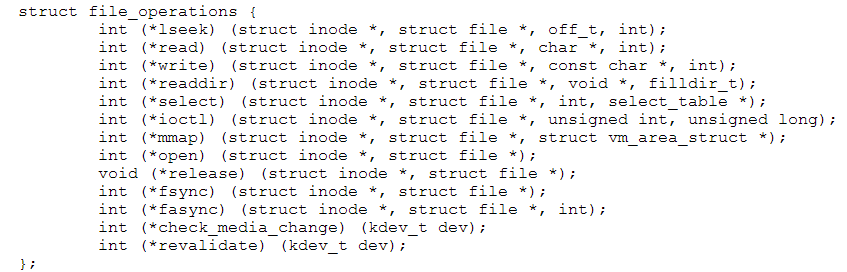 struct file_operations {
int (*lseek) (struct inode *, struct file *, off_t, int);
int (*read) (struct inode *, struct file *, char *, int);
int (*write) (struct inode *, struct file *, const char *, int);
int (*readdir) (struct inode *, struct file *, void *, filldir_t);
int (*select) (struct inode *, struct file *, int, select_table *);
int (*ioctl) (struct inode *, struct file *, unsigned int, unsigned long);
int (*mmap) (struct inode *, struct file *, struct vm_area_struct *);
int (*open) (struct inode *, struct file *);
void (*release) (struct inode *, struct file *);
int (*fsync) (struct inode *, struct file *);
int (*fasync) (struct inode *, struct file *, int);
int (*check_media_change) (kdev_t dev);
int (*revalidate) (kdev_t dev);
};